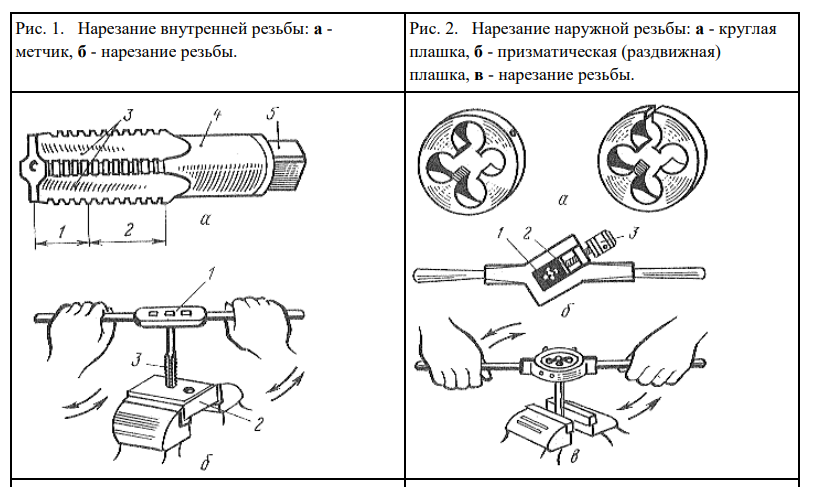 Рис. 1. Нарезание внутренней резьбы: а -
метчик, б - нарезание резьбы.
3
4
5
1
2
а
1
3
2
б
Рис. 2. Нарезание наружной резьбы: а - круглая
плашка, б - призматическая (раздвижная)
плашка, в - нарезание резьбы.
а
1
2
3
б
в